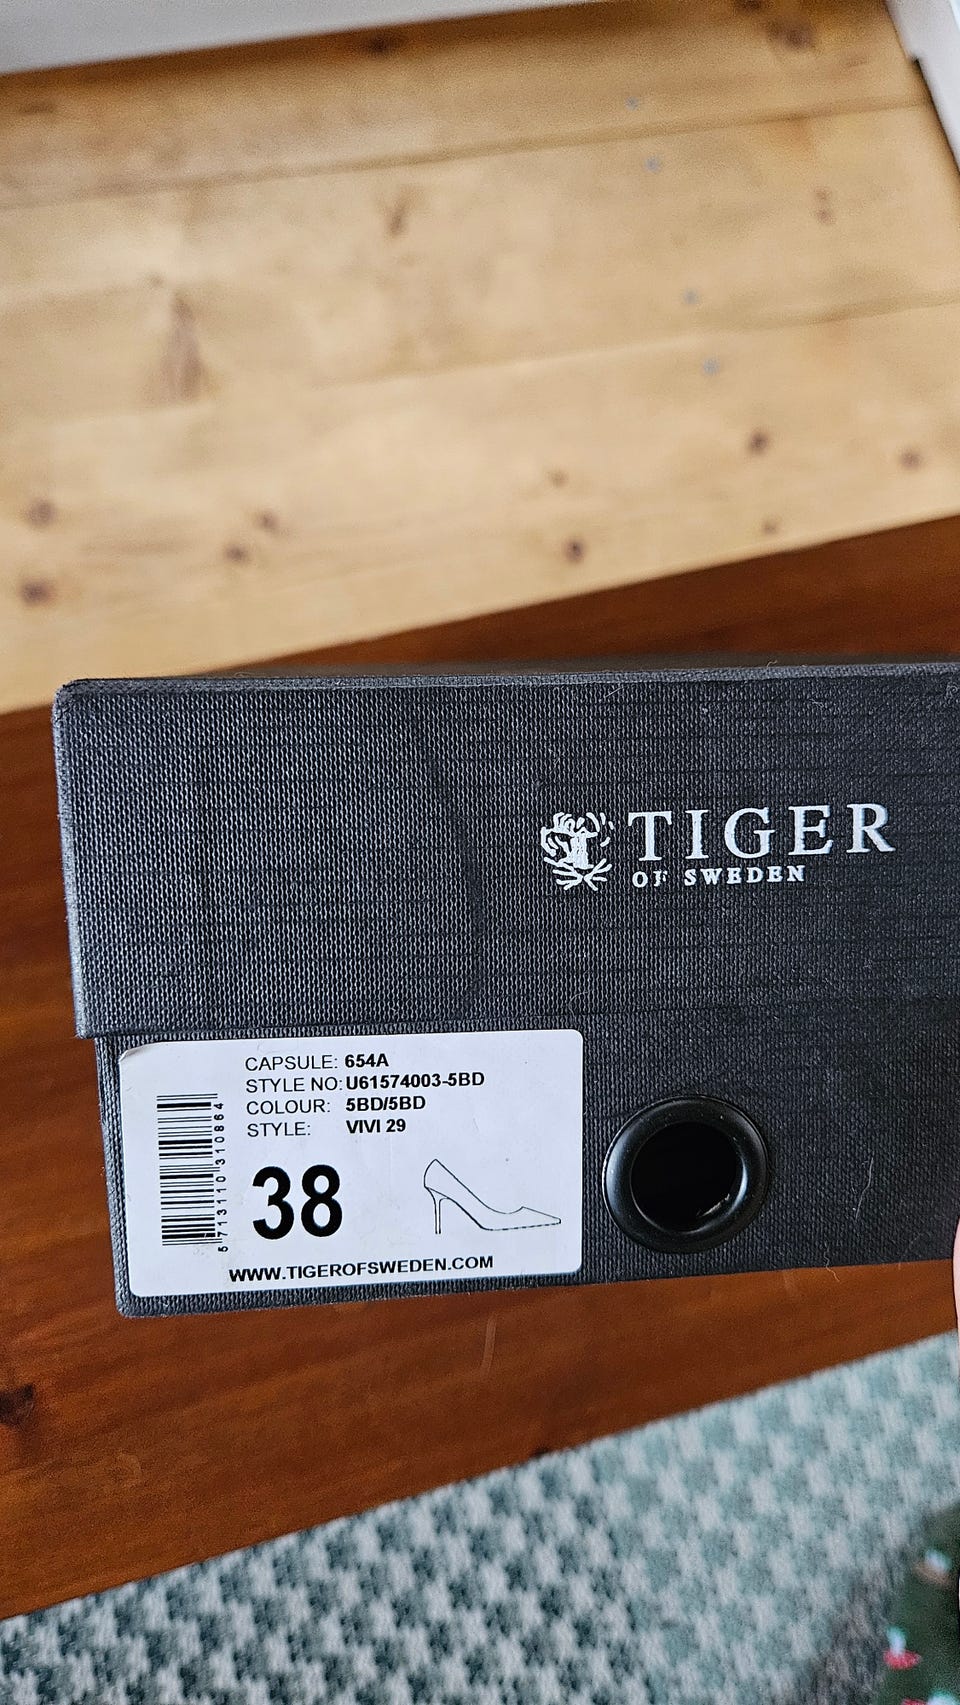 TIGER
OF SWEDEN
CAPSULE: 654A
STYLE NO: U61574003-5BD
COLOUR: 5BD/5BD
STYLE: VIVI 29
38
5713110310864
WWW.TIGEROFSWEDEN.COM